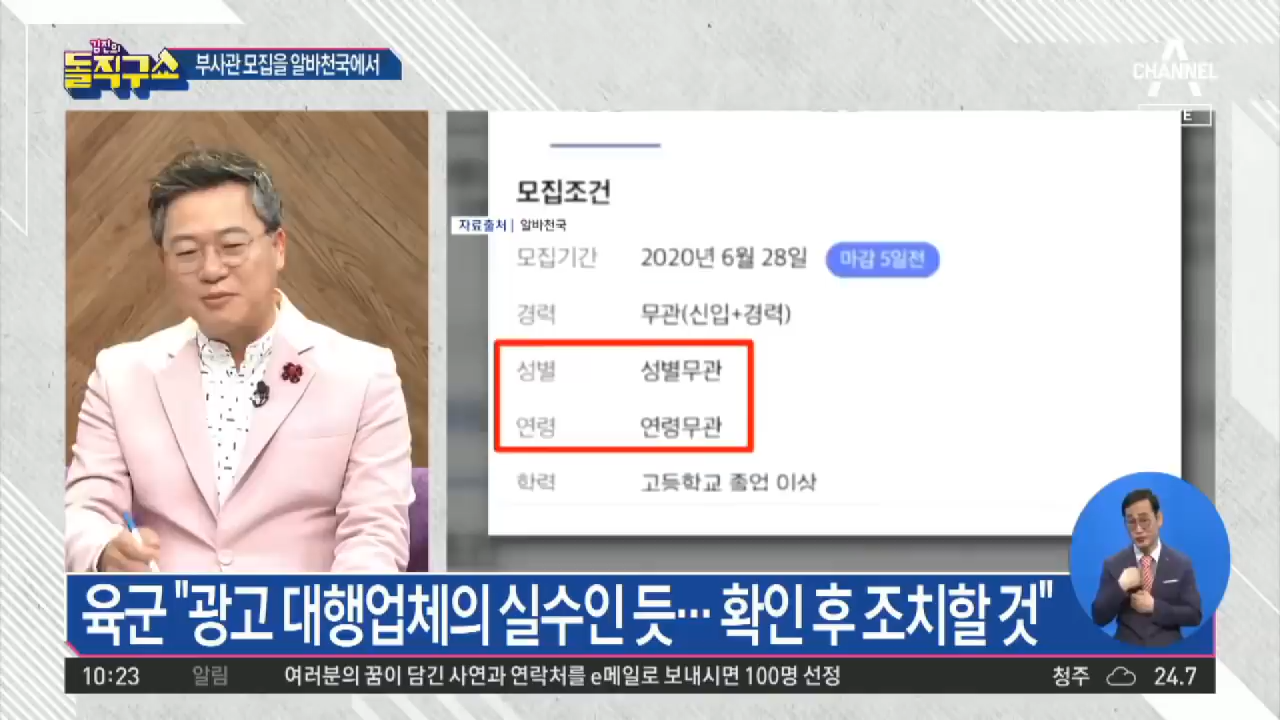 김진의
돌직구쇼
부사관 모집을 알바천국에서
CHANNEL A
E
모집조건
자료출처 | 알바천국
모집기간 2020년 6월 28일 마감 5일전
경력 무관(신입+경력)
성별 성별무관
연령 연령무관
학력 고등학교 졸업 이상
육군 "광고 대행업체의 실수인 듯… 확인 후 조치할 것"
10:23 알림 여러분의 꿈이 담긴 사연과 연락처를 e메일로 보내시면 100명 선정 청주 24.7